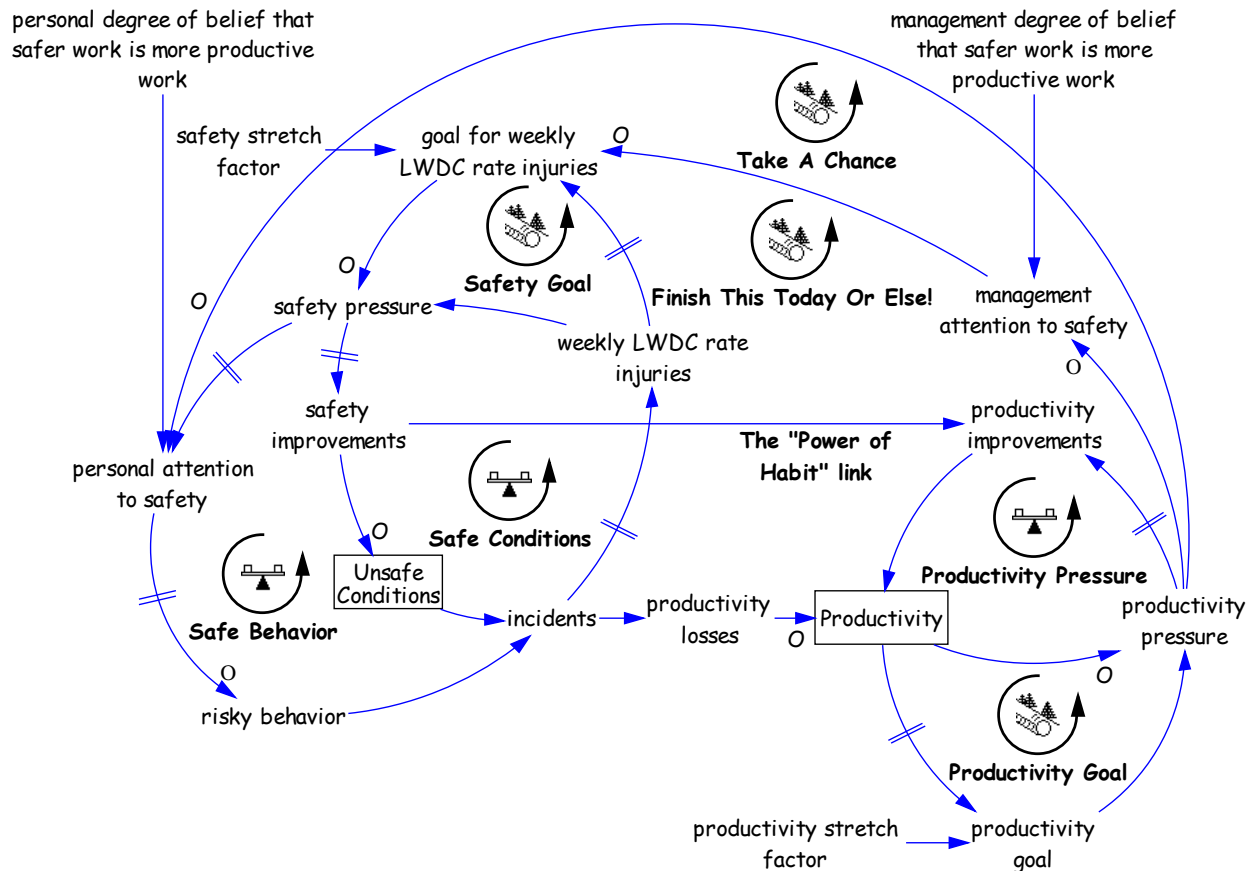 personal degree of belief that
safer work is more productive
work
management degree of belief
that safer work is more
productive work
safety stretch
factor
goal for weekly
LWDC rate injuries
O
Take A Chance
Safety Goal
Finish This Today Or Else!
O
O
safety pressure
management
attention to safety
weekly LWDC rate
injuries
O
safety
improvements
productivity
improvements
The "Power of
Habit" link
personal attention
to safety
O
Safe Conditions
Unsafe
Conditions
Productivity Pressure
Safe Behavior
incidents
productivity
losses
O
Productivity
productivity
pressure
O
O
risky behavior
Productivity Goal
productivity stretch
factor
productivity
goal